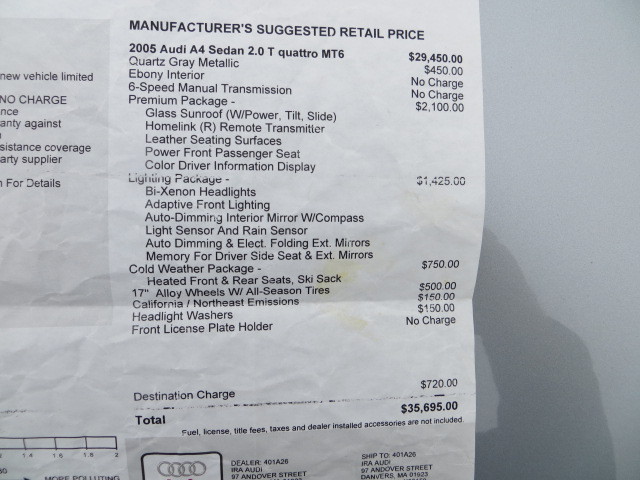 MANUFACTURER'S SUGGESTED RETAIL PRICE
2005 Audi A4 Sedan 2.0 T quattro MT6 $29,450.00
Quartz Gray Metallic $450.00
Ebony Interior No Charge
6-Speed Manual Transmission No Charge
Premium Package - $2,100.00
Glass Sunroof (W/Power, Tilt, Slide)
Homelink (R) Remote Transmitter
Leather Seating Surfaces
Power Front Passenger Seat
Color Driver Information Display
Lighting Package - $1,425.00
Bi-Xenon Headlights
Adaptive Front Lighting
Auto-Dimming Interior Mirror W/Compass
Light Sensor And Rain Sensor
Auto Dimming & Elect. Folding Ext. Mirrors
Memory For Driver Side Seat & Ext. Mirrors
Cold Weather Package - $750.00
Heated Front & Rear Seats, Ski Sack
17" Alloy Wheels W/ All-Season Tires $500.00
California / Northeast Emissions $150.00
Headlight Washers $150.00
Front License Plate Holder No Charge
Destination Charge $720.00
Total $35,695.00
Fuel, license, title fees, taxes and dealer installed accessories are not included.
new vehicle limited
NO CHARGE
nce
anty against
sistance coverage
arty supplier
n For Details
1.4 1.6 1.8 2
MORE POLLUTING
DEALER: 401A26
IRA AUDI
97 ANDOVER STREET
SHIP TO: 401A26
IRA AUDI
97 ANDOVER STREET
DANVERS, MA 01923